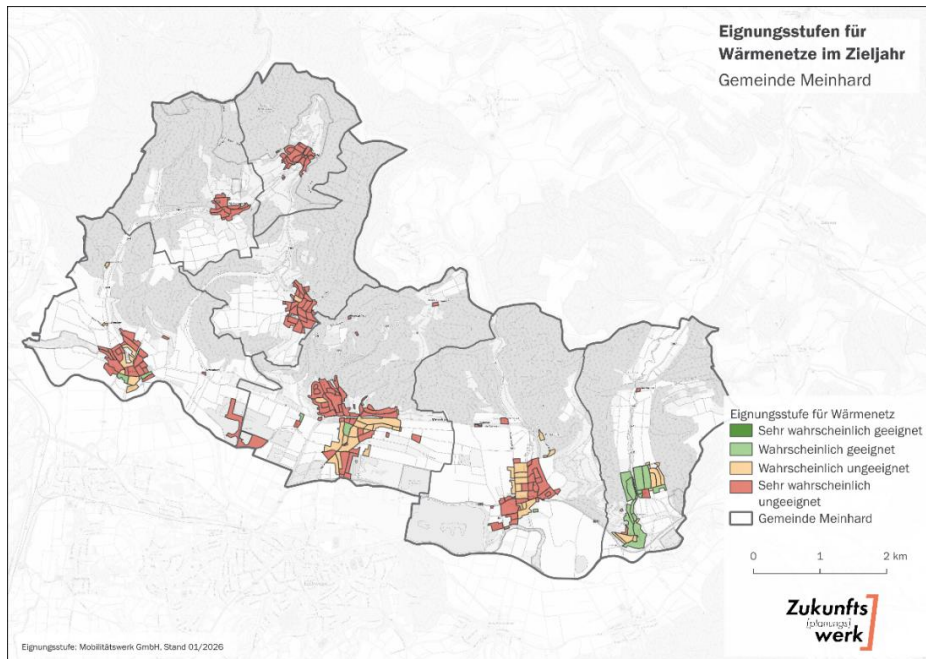 Eignungsstufen für
Wärmenetze im Zieljahr
Gemeinde Meinhard
Eignungsstufe für Wärmenetz
Sehr wahrscheinlich geeignet
Wahrscheinlich geeignet
Wahrscheinlich ungeeignet
Sehr wahrscheinlich
ungeeignet
Gemeinde Meinhard
0 1 2 km
Zukunfts
[planungs]
werk
Eignungsstufe: Mobilitätswerk GmbH. Stand 01/2026